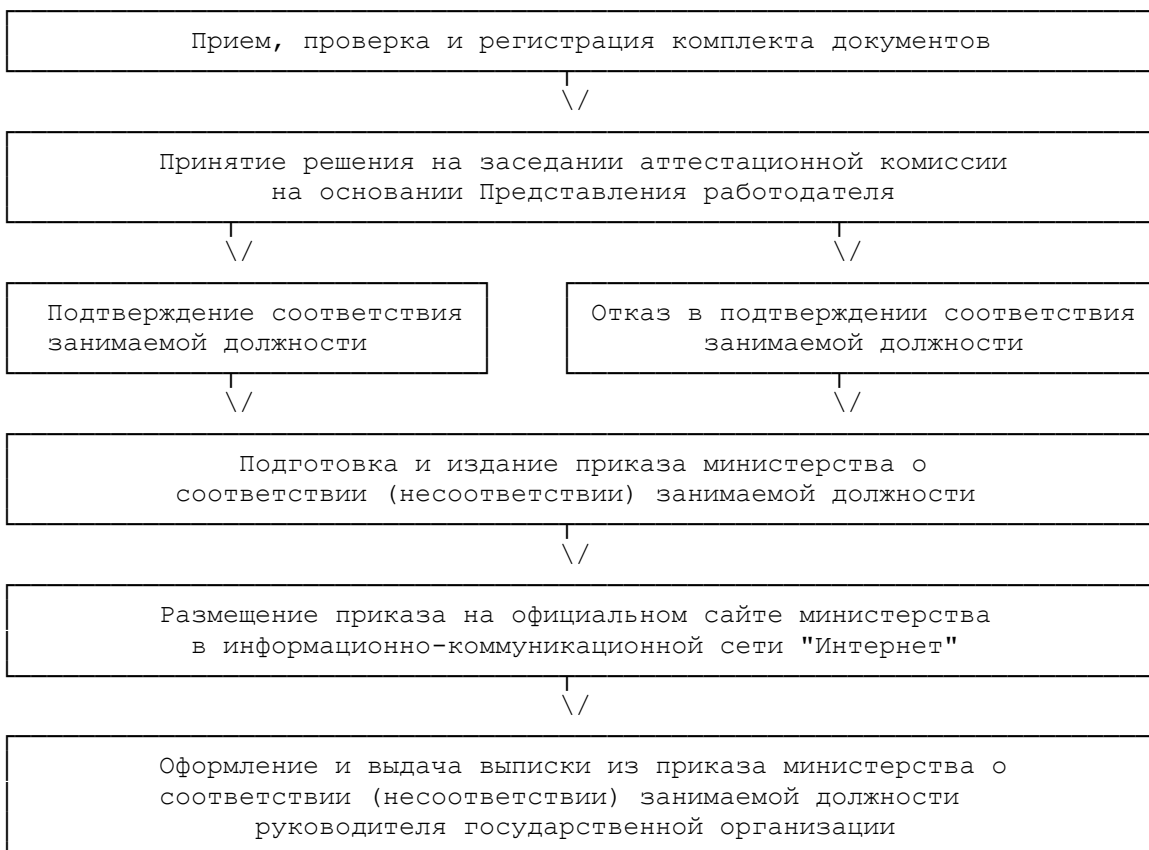 Прием, проверка и регистрация комплекта документов
Принятие решения на заседании аттестационной комиссии
на основании Представления работодателя
Подтверждение соответствия
занимаемой должности
Отказ в подтверждении соответствия
занимаемой должности
Подготовка и издание приказа министерства о
соответствии (несоответствии) занимаемой должности
Размещение приказа на официальном сайте министерства
в информационно-коммуникационной сети "Интернет"
Оформление и выдача выписки из приказа министерства о
соответствии (несоответствии) занимаемой должности
руководителя государственной организации